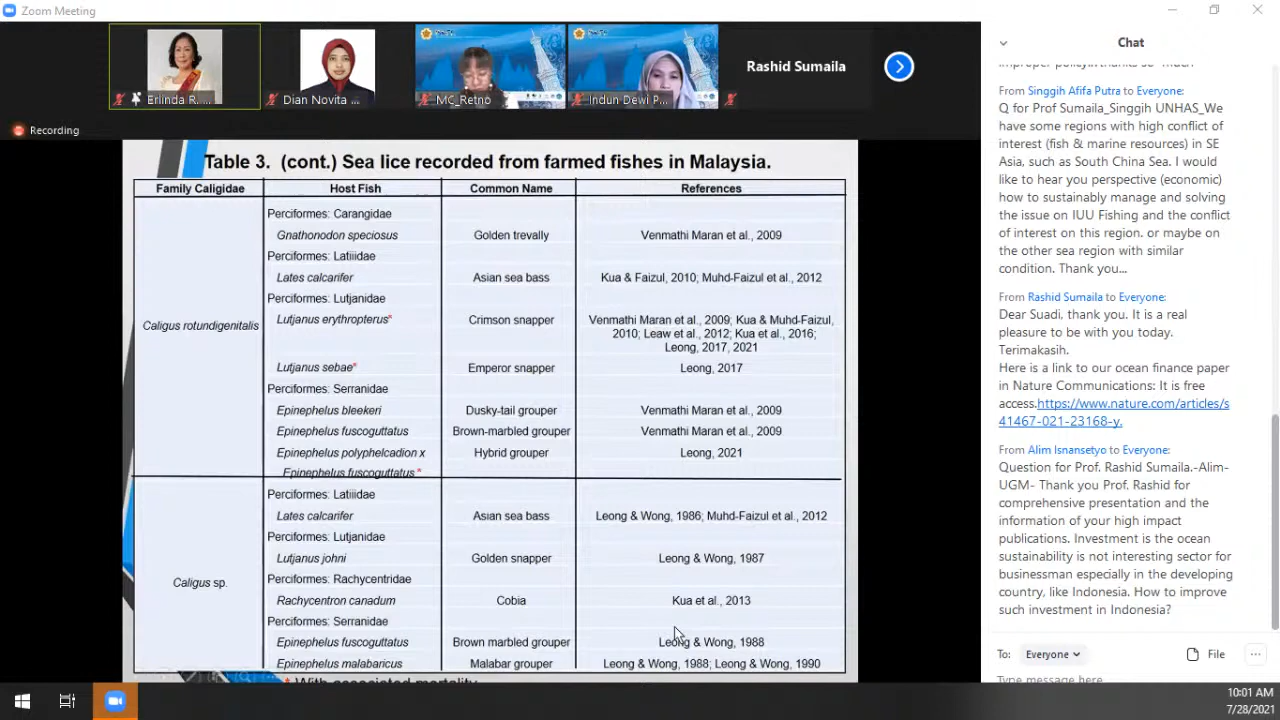 Zoom Meeting
Erlinda R. ...
Dian Novita ...
MC_Retno
Indun Dewi P...
Rashid Sumaila
Recording
Table 3. (cont.) Sea lice recorded from farmed fishes in Malaysia.
Family Caligidae Host Fish Common Name References
Perciformes: Carangidae
Gnathonodon speciosus Golden trevally Venmathi Maran et al., 2009
Perciformes: Latiiidae
Lates calcarifer Asian sea bass Kua & Faizul, 2010; Muhd-Faizul et al., 2012
Perciformes: Lutjanidae
Caligus rotundigenitalis
Lutjanus erythropterus* Crimson snapper Venmathi Maran et al., 2009; Kua & Muhd-Faizul,
2010; Leaw et al., 2012; Kua et al., 2016;
Leong, 2017, 2021
Lutjanus sebae* Emperor snapper Leong, 2017
Perciformes: Serranidae
Epinephelus bleekeri Dusky-tail grouper Venmathi Maran et al., 2009
Epinephelus fuscoguttatus Brown-marbled grouper Venmathi Maran et al., 2009
Epinephelus polyphelcadion x Hybrid grouper Leong, 2021
Epinephelus fuscoguttatus *
Perciformes: Latiiidae
Lates calcarifer Asian sea bass Leong & Wong, 1986; Muhd-Faizul et al., 2012
Perciformes: Lutjanidae
Lutjanus johni Golden snapper Leong & Wong, 1987
Perciformes: Rachycentridae
Caligus sp.
Rachycentron canadum Cobia Kua et al., 2013
Perciformes: Serranidae
Epinephelus fuscoguttatus Brown marbled grouper Leong & Wong, 1988
Epinephelus malabaricus Malabar grouper Leong & Wong, 1988; Leong & Wong, 1990
* With associated mortality
Chat
From Singgih Afifa Putra to Everyone:
Q for Prof Sumaila_Singgih UNHAS_We
have some regions with high conflict of
interest (fish & marine resources) in SE
Asia, such as South China Sea. I would
like to hear you perspective (economic)
how to sustainably manage and solving
the issue on IUU Fishing and the conflict
of interest on this region. or maybe on
the other sea region with similar
condition. Thank you...
From Rashid Sumaila to Everyone:
Dear Suadi, thank you. It is a real
pleasure to be with you today.
Terimakasih.
Here is a link to our ocean finance paper
in Nature Communications: It is free
access.https://www.nature.com/articles/s
41467-021-23168-y.
From Alim Isnansetyo to Everyone:
Question for Prof. Rashid Sumaila.-Alim-
UGM- Thank you Prof. Rashid for
comprehensive presentation and the
information of your high impact
publications. Investment is the ocean
sustainability is not interesting sector for
businessman especially in the developing
country, like Indonesia. How to improve
such investment in Indonesia?
To: Everyone File ...
Type message here
10:01 AM
7/28/2021